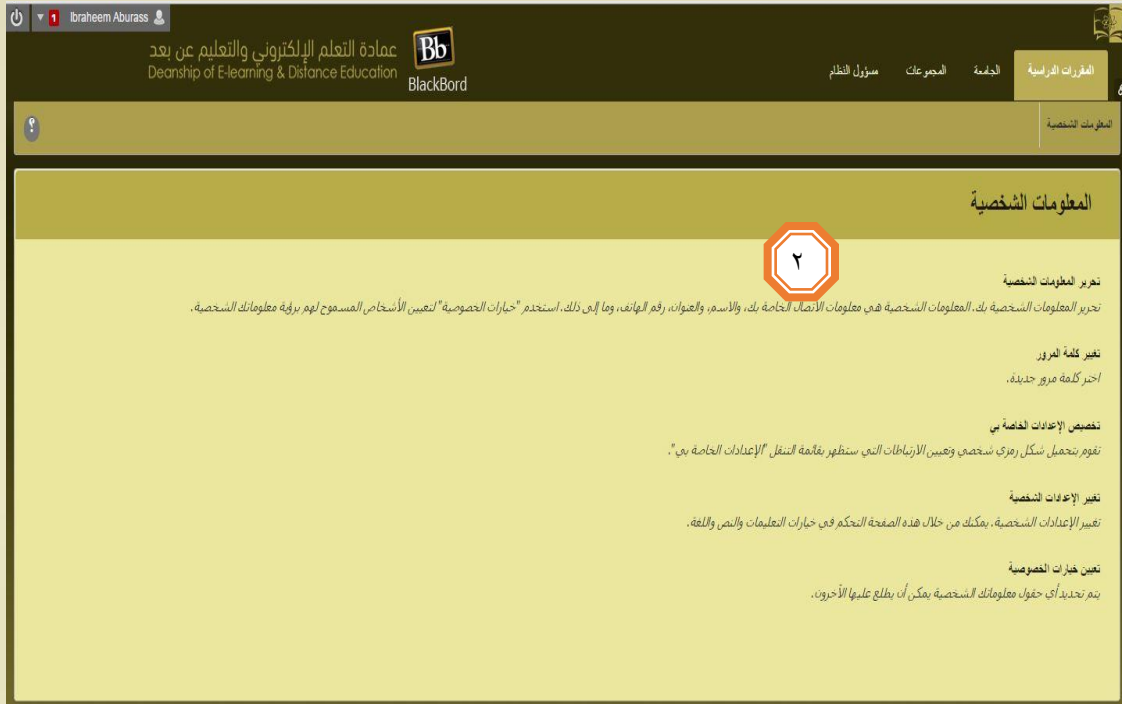 1 Ibraheem Aburass
عمادة التعلم الإلكتروني والتعليم عن بعد
Deanship of E-learning & Distance Education
Bb
BlackBord
المقررات الدراسية الجامعة المجموعات مسؤول النظام
المعلومات الشخصية
؟
المعلومات الشخصية
٢
تحرير المعلومات الشخصية
تحرير المعلومات الشخصية بك. المعلومات الشخصية هي معلومات الاتصال الخاصة بك، والاسم، والعنوان، رقم الهاتف، وما إلى ذلك. استخدم "خيارات الخصوصية" لتعيين الأشخاص المسموح لهم برؤية معلوماتك الشخصية.
تغيير كلمة المرور
اختر كلمة مرور جديدة.
تخصيص الإعدادات الخاصة بي
تقوم بتحميل شكل رمزي شخصي وتعيين الارتباطات التي ستظهر بقائمة التنقل "الإعدادات الخاصة بي".
تغيير الإعدادات الشخصية
تغيير الإعدادات الشخصية. يمكنك من خلال هذه الصفحة التحكم في خيارات التعليمات والنص واللغة.
تعيين خيارات الخصوصية
يتم تحديد أي حقول معلوماتك الشخصية يمكن أن يطلع عليها الآخرون.